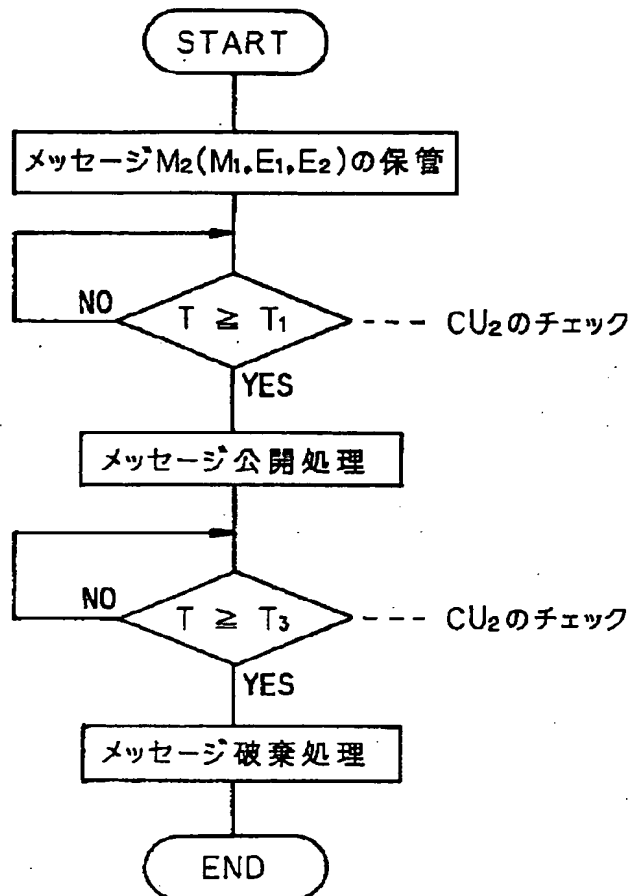 START
メッセージM₂(M₁,E₁,E₂)の保管
NO
T ≧ T₁
CU₂のチェック
YES
メッセージ公開処理
NO
T ≧ T₃
CU₂のチェック
YES
メッセージ破棄処理
END